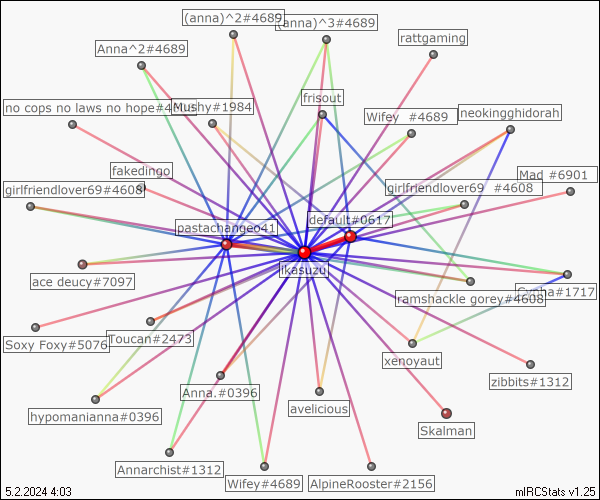 (anna)^2#4689
(anna)^3#4689
rattgaming
Anna^2#4689
no cops no laws no hope#4
Mushy#1984
frisout
Wifey #4689
neokingghidorah
fakedingo
Mad #6901
girlfriendlover69#4608
girlfriendlover69 #4608
pastachangeo41
default#0617
ikasuzu
ace deucy#7097
ramshackle gorey#4608
#1717
Soxy Foxy#5076
Toucan#2473
xenoyaut
zibbits#1312
hypomanianna#0396
Anna.#0396
avelicious
Skalman
Annarchist#1312
Wifey#4689
AlpineRooster#2156
5.2.2024 4:03
mIRCStats v1.25